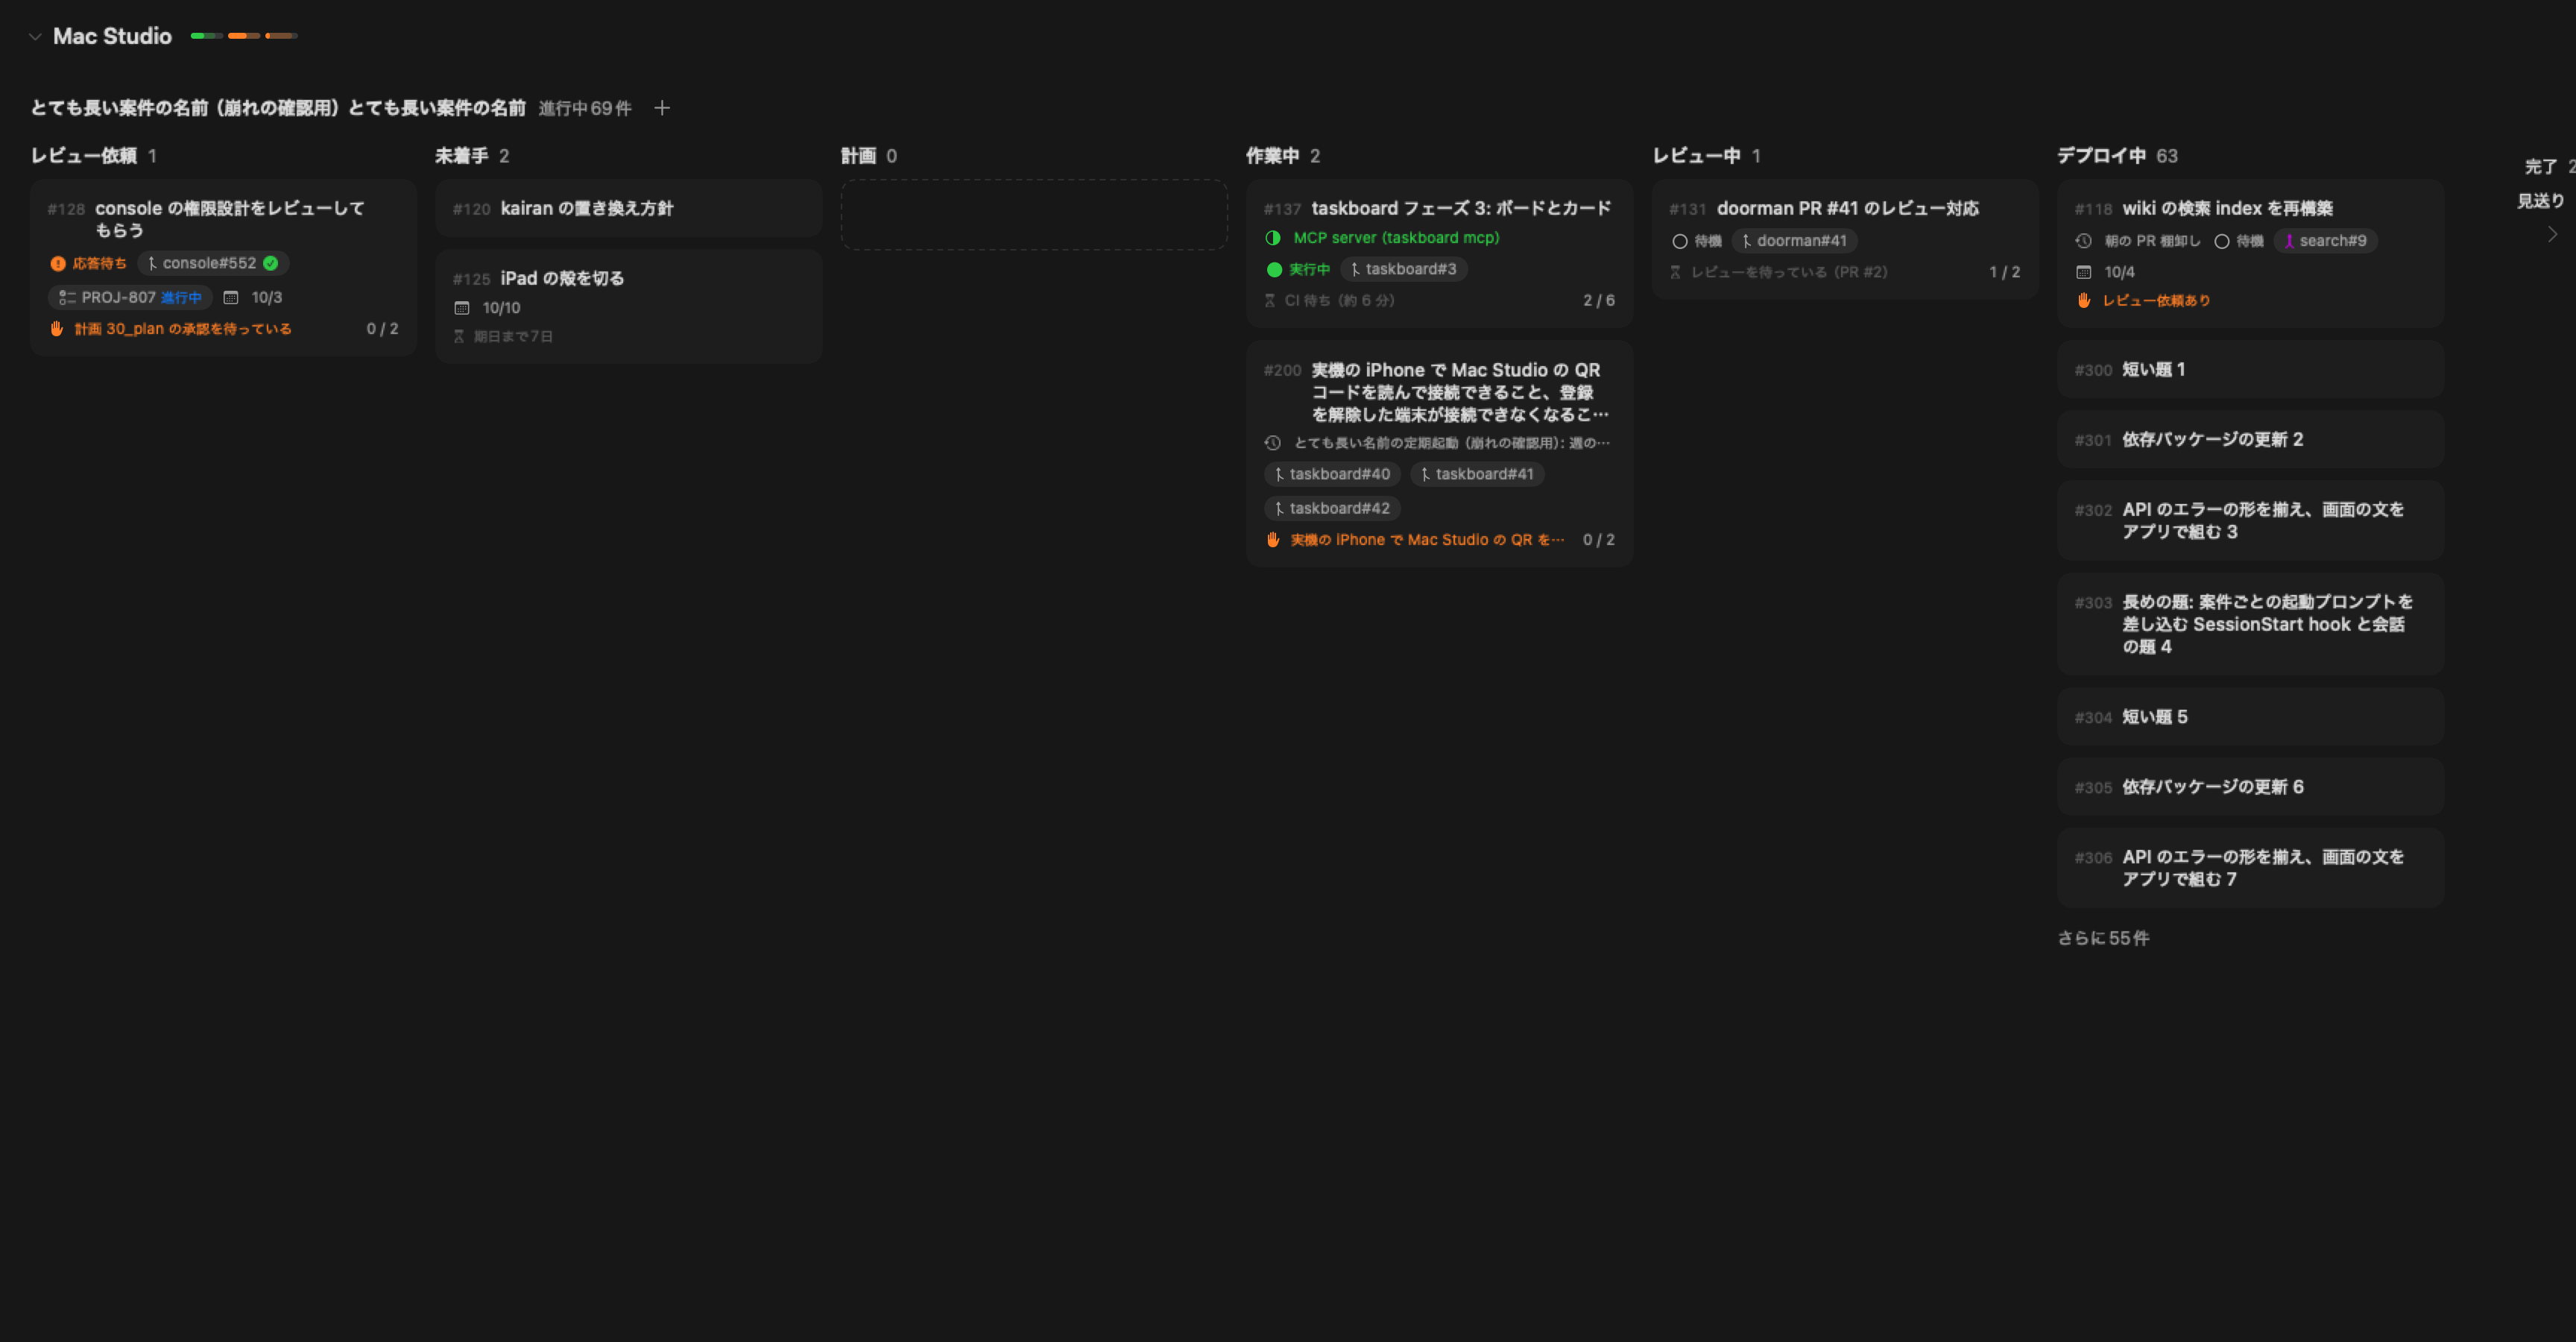 Mac Studio
とても長い案件の名前（崩れの確認用）とても長い案件の名前 進行中 69 件
レビュー依頼 1
#128 console の権限設計をレビューして
もらう
応答待ち console#552
PROJ-807 進行中 10/3
計画 30_plan の承認を待っている 0 / 2
未着手 2
#120 kairan の置き換え方針
#125 iPad の殻を切る
10/10
期日まで7日
計画 0
作業中 2
#137 taskboard フェーズ 3: ボードとカード
MCP server (taskboard mcp)
実行中 taskboard#3
CI 待ち（約 6 分） 2 / 6
#200 実機の iPhone で Mac Studio の QR
コードを読んで接続できること、登録
を解除した端末が接続できなくなるこ…
とても長い名前の定期起動（崩れの確認用）: 週の…
taskboard#40 taskboard#41
taskboard#42
実機の iPhone で Mac Studio の QR を… 0 / 2
レビュー中 1
#131 doorman PR #41 のレビュー対応
待機 doorman#41
レビューを待っている（PR #2） 1 / 2
デプロイ中 63
#118 wiki の検索 index を再構築
朝の PR 棚卸し 待機 search#9
10/4
レビュー依頼あり
#300 短い題 1
#301 依存パッケージの更新 2
#302 API のエラーの形を揃え、画面の文を
アプリで組む 3
#303 長めの題: 案件ごとの起動プロンプトを
差し込む SessionStart hook と会話
の題 4
#304 短い題 5
#305 依存パッケージの更新 6
#306 API のエラーの形を揃え、画面の文を
アプリで組む 7
さらに 55 件
完了
見送り